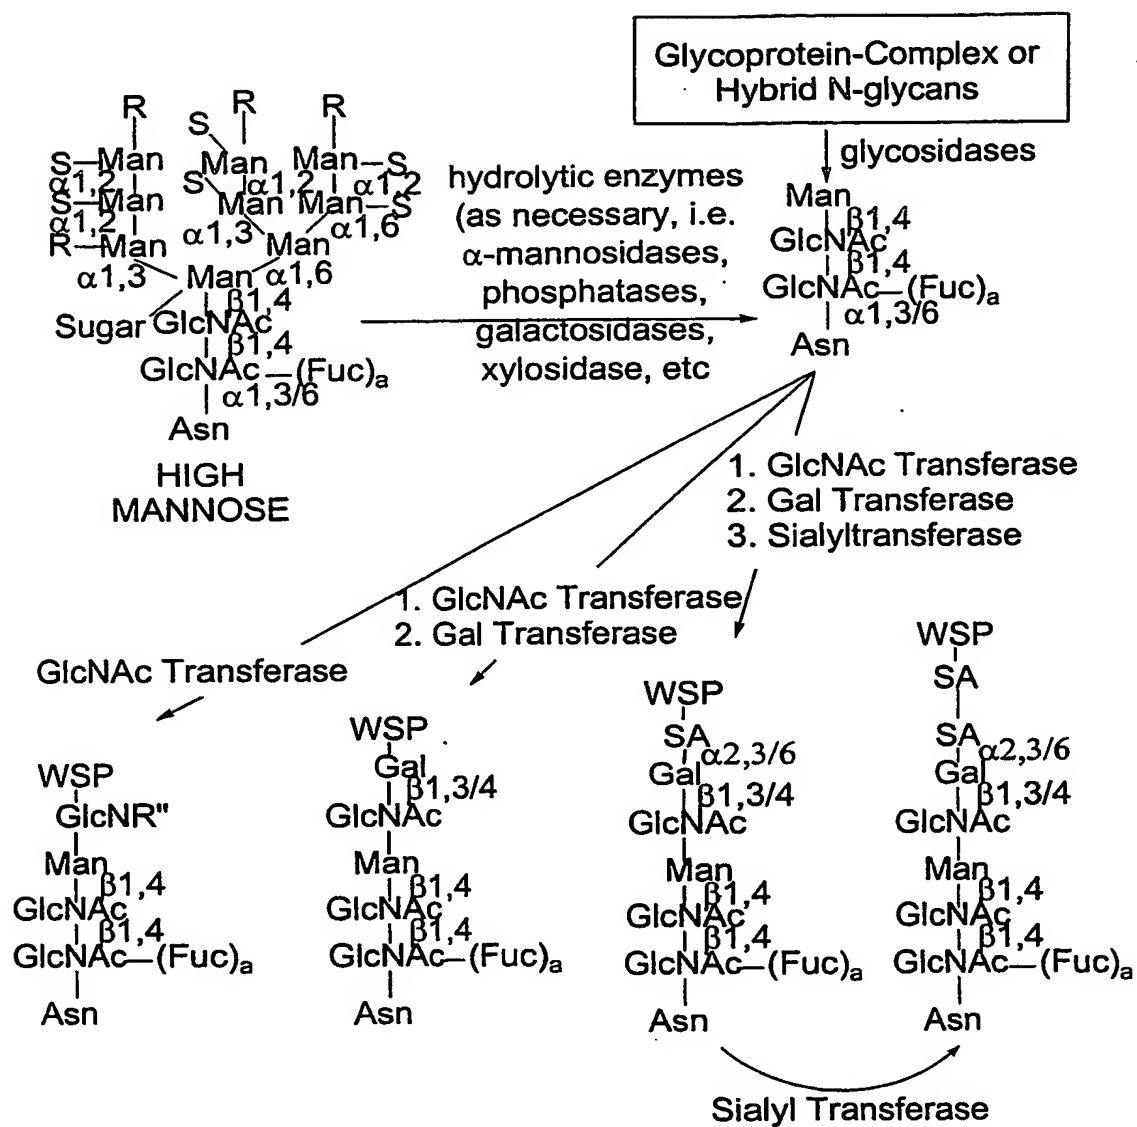 Glycoprotein-Complex or
Hybrid N-glycans
glycosidases
R
S
R
R
S Man
Man
Man S
α1,2
S
α1,2
α1,2
S Man
Man
Man S
α1,2
α1,3
α1,6
R Man
Man
α1,3
Man
α1,6
β1,4
Sugar
GlcNAc
β1,4
GlcNAc (Fuc)a
α1,3/6
Asn
HIGH
MANNOSE
hydrolytic enzymes
(as necessary, i.e.
α-mannosidases,
phosphatases,
galactosidases,
xylosidase, etc
Man
β1,4
GlcNAc
β1,4
GlcNAc (Fuc)a
α1,3/6
Asn
1. GlcNAc Transferase
2. Gal Transferase
3. Sialyltransferase
1. GlcNAc Transferase
2. Gal Transferase
GlcNAc Transferase
WSP
GlcNR"
Man
β1,4
GlcNAc
β1,4
GlcNAc (Fuc)a
Asn
WSP
Gal
β1,3/4
GlcNAc
Man
β1,4
GlcNAc
β1,4
GlcNAc (Fuc)a
Asn
WSP
SA
α2,3/6
Gal
β1,3/4
GlcNAc
Man
β1,4
GlcNAc
β1,4
GlcNAc (Fuc)a
Asn
WSP
SA
SA
α2,3/6
Gal
β1,3/4
GlcNAc
Man
β1,4
GlcNAc
β1,4
GlcNAc (Fuc)a
Asn
Sialyl Transferase